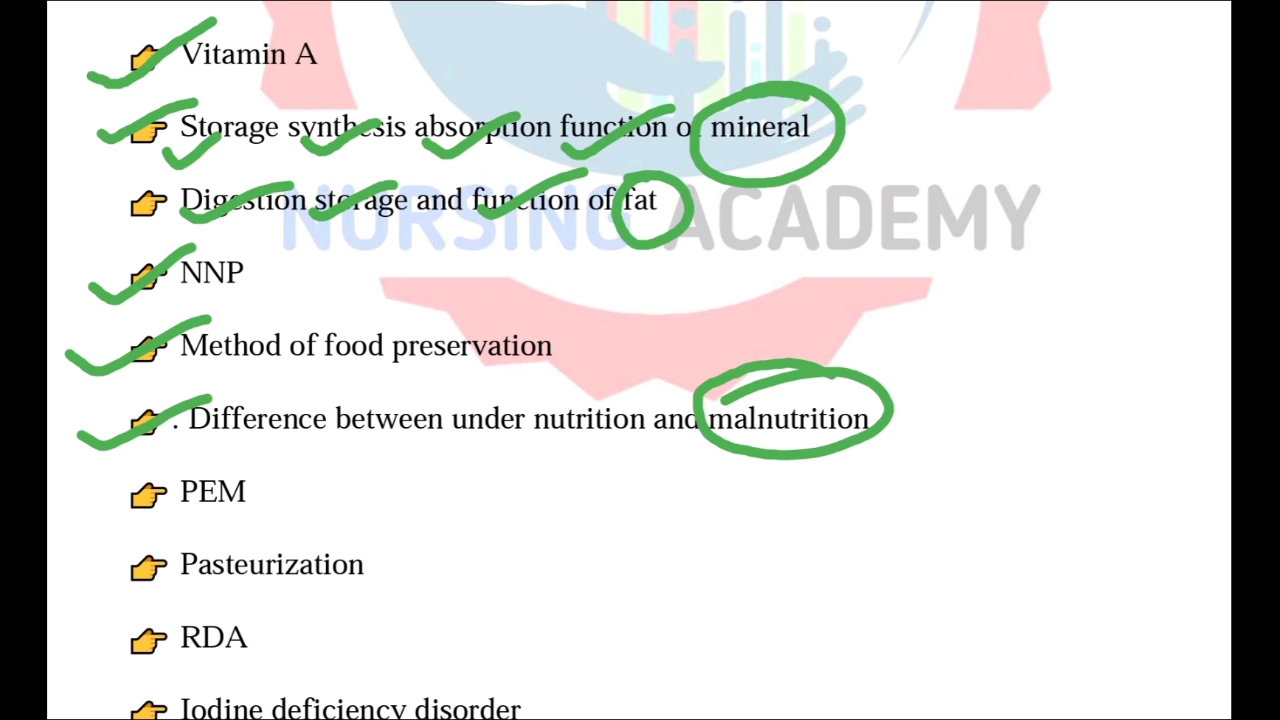 👉 Vitamin A
👉 Storage synthesis absorption function of mineral
👉 Digestion storage and function of fat
NURSING ACADEMY
👉 NNP
👉 Method of food preservation
👉 . Difference between under nutrition and malnutrition
👉 PEM
👉 Pasteurization
👉 RDA
👉 Iodine deficiency disorder